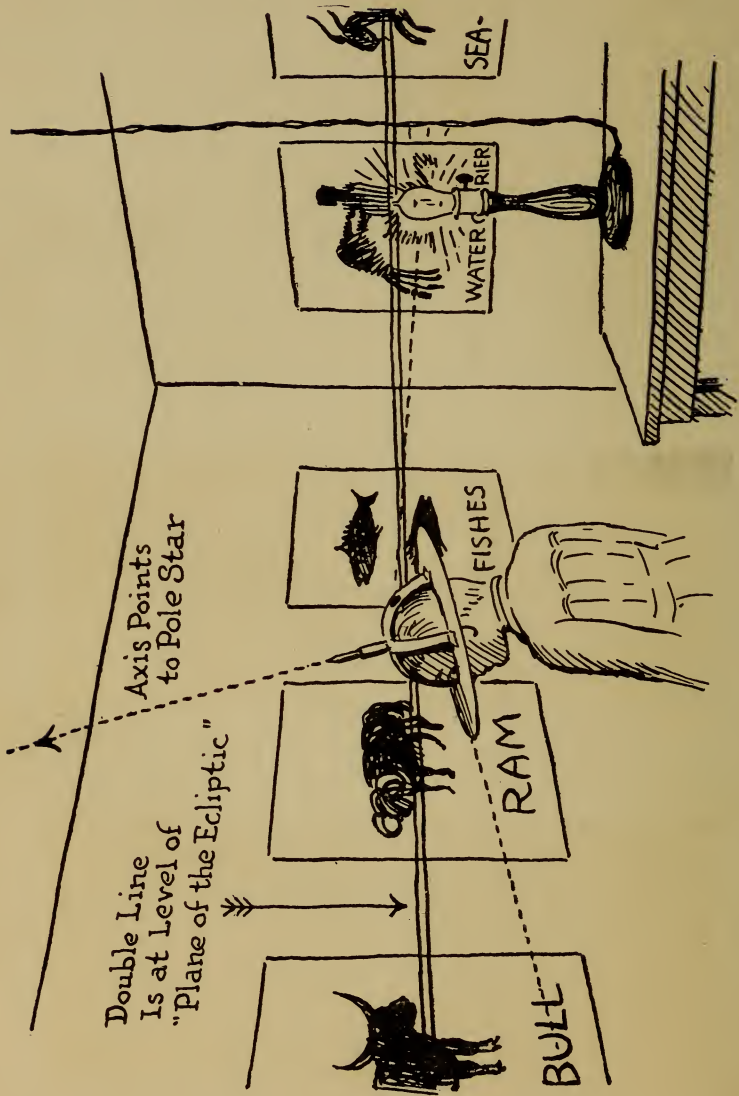 Double Line
Is at Level of
"Plane of the Ecliptic"
Axis Points
to Pole Star
BULL
RAM
FISHES
WATER C RIER
SEA-